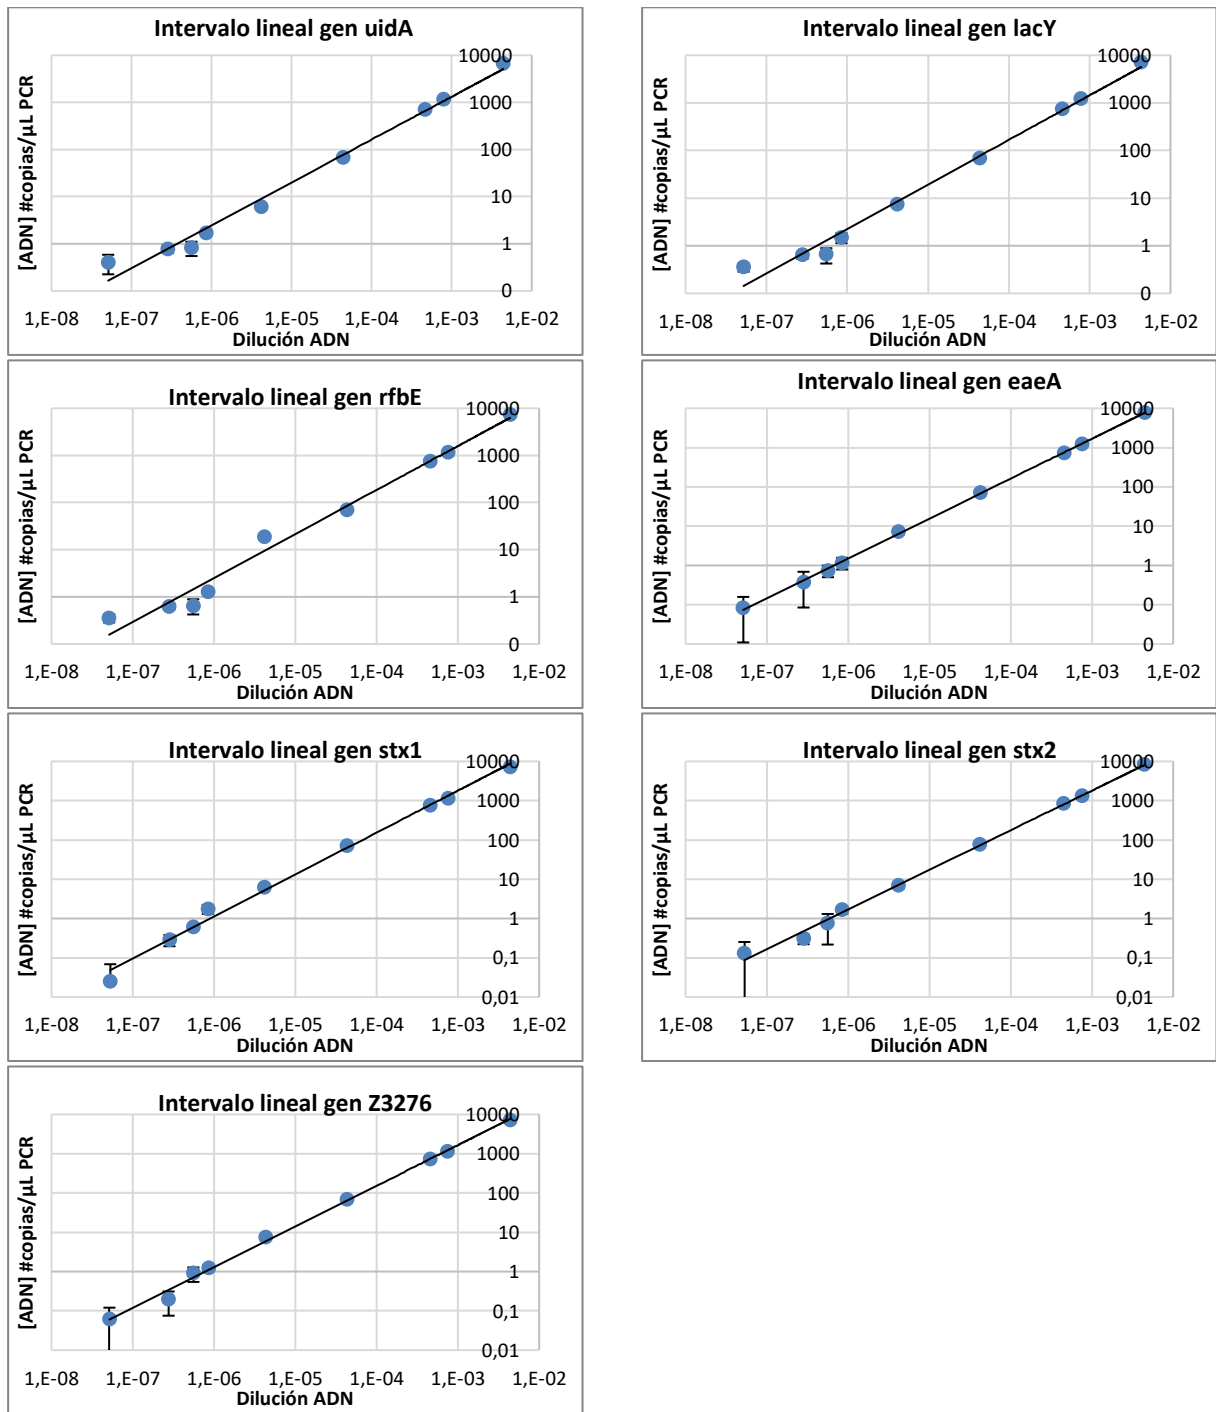 Intervalo lineal gen uidA
[ADN] #copias/µL PCR
10000
1000
100
10
1
0
1,E-08 1,E-07 1,E-06 1,E-05 1,E-04 1,E-03 1,E-02
Dilución ADN
Intervalo lineal gen lacY
[ADN] #copias/µL PCR
10000
1000
100
10
1
0
1,E-08 1,E-07 1,E-06 1,E-05 1,E-04 1,E-03 1,E-02
Dilución ADN
Intervalo lineal gen rfbE
[ADN] #copias/µL PCR
10000
1000
100
10
1
0
1,E-08 1,E-07 1,E-06 1,E-05 1,E-04 1,E-03 1,E-02
Dilución ADN
Intervalo lineal gen eaeA
[ADN] #copias/µL PCR
10000
1000
100
10
1
0
0
1,E-08 1,E-07 1,E-06 1,E-05 1,E-04 1,E-03 1,E-02
Dilución ADN
Intervalo lineal gen stx1
[ADN] #copias/µL PCR
10000
1000
100
10
1
0,1
0,01
1,E-08 1,E-07 1,E-06 1,E-05 1,E-04 1,E-03 1,E-02
Dilución ADN
Intervalo lineal gen stx2
[ADN] #copias/µL PCR
10000
1000
100
10
1
0,1
0,01
1,E-08 1,E-07 1,E-06 1,E-05 1,E-04 1,E-03 1,E-02
Dilución ADN
Intervalo lineal gen Z3276
[ADN] #copias/µL PCR
10000
1000
100
10
1
0,1
0,01
1,E-08 1,E-07 1,E-06 1,E-05 1,E-04 1,E-03 1,E-02
Dilución ADN